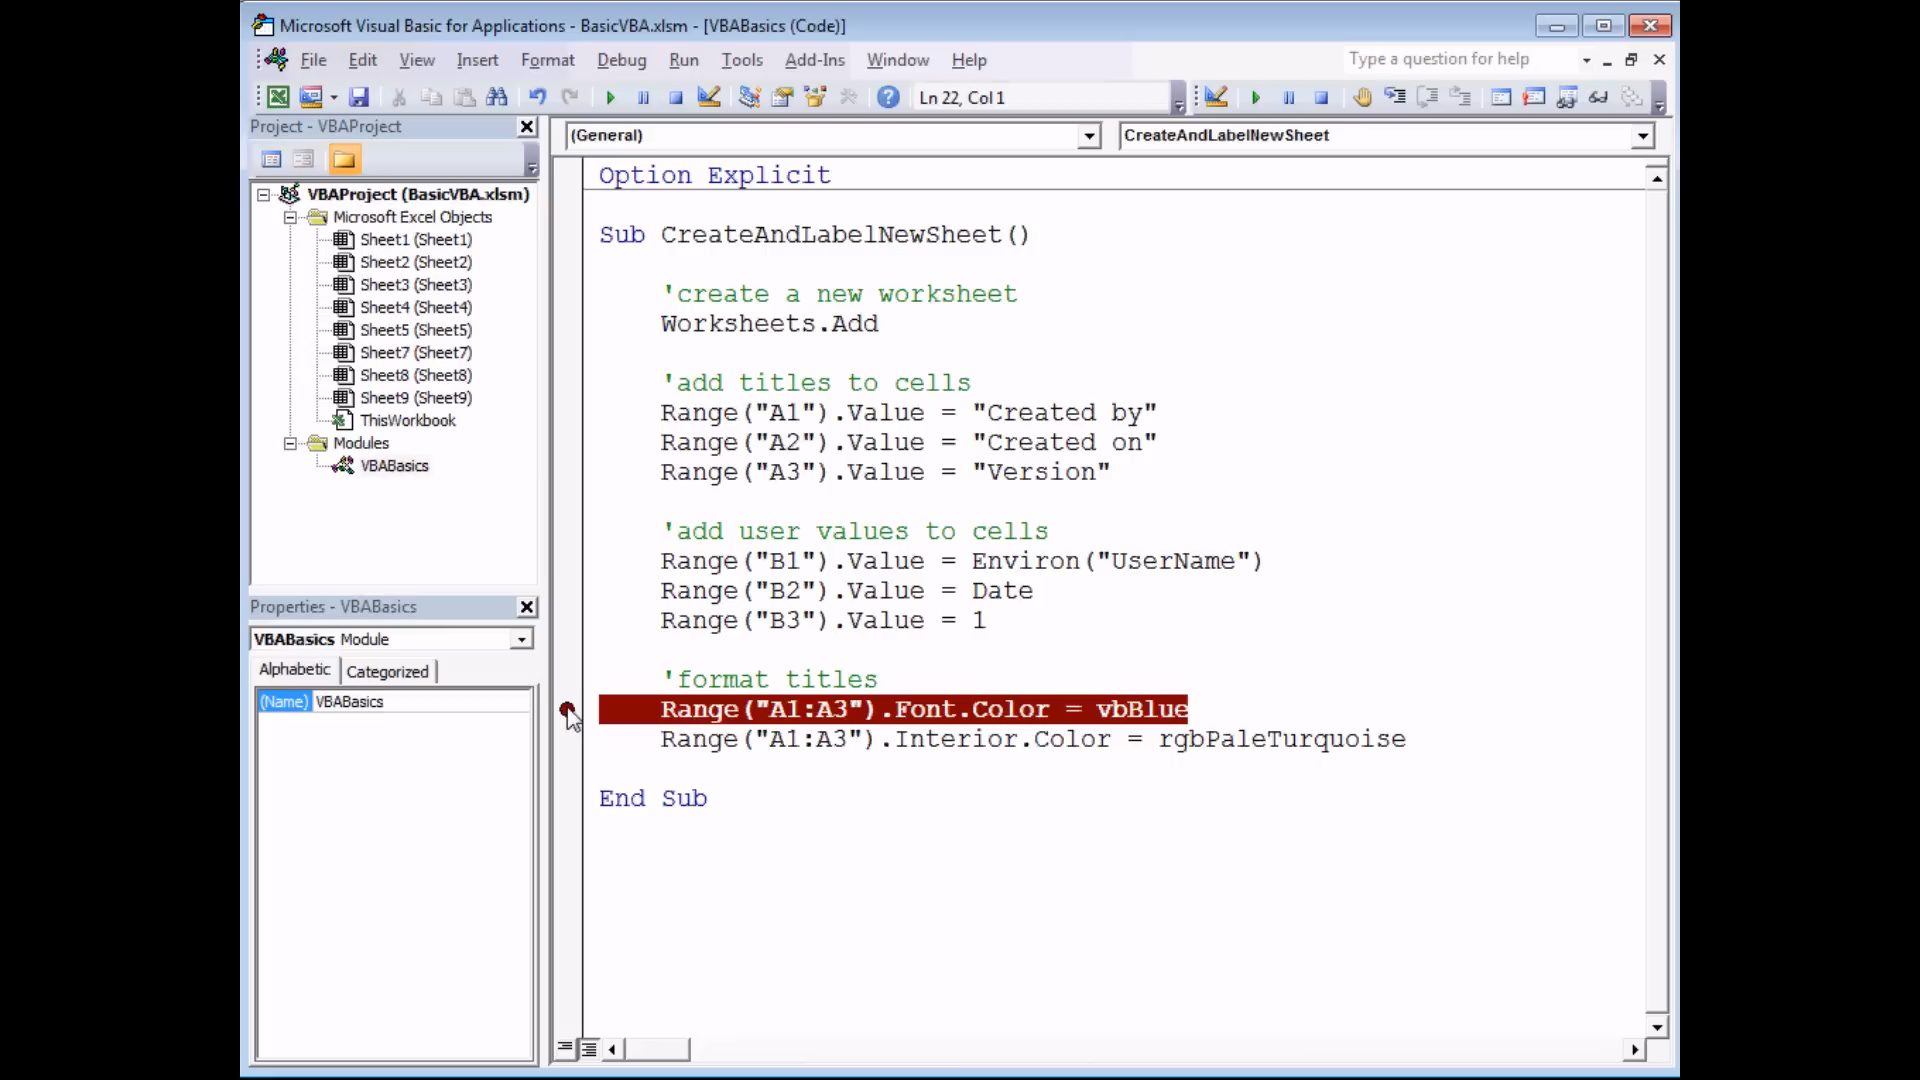 Microsoft Visual Basic for Applications - BasicVBA.xlsm - [VBABasics (Code)]
File Edit View Insert Format Debug Run Tools Add-Ins Window Help
Type a question for help
Ln 22, Col 1
Project - VBAProject
VBAProject (BasicVBA.xlsm)
Microsoft Excel Objects
Sheet1 (Sheet1)
Sheet2 (Sheet2)
Sheet3 (Sheet3)
Sheet4 (Sheet4)
Sheet5 (Sheet5)
Sheet7 (Sheet7)
Sheet8 (Sheet8)
Sheet9 (Sheet9)
ThisWorkbook
Modules
VBABasics
Properties - VBABasics
VBABasics Module
Alphabetic Categorized
(Name) VBABasics
(General)
CreateAndLabelNewSheet
Option Explicit
Sub CreateAndLabelNewSheet()
'create a new worksheet
Worksheets.Add
'add titles to cells
Range("A1").Value = "Created by"
Range("A2").Value = "Created on"
Range("A3").Value = "Version"
'add user values to cells
Range("B1").Value = Environ("UserName")
Range("B2").Value = Date
Range("B3").Value = 1
'format titles
Range("A1:A3").Font.Color = vbBlue
Range("A1:A3").Interior.Color = rgbPaleTurquoise
End Sub